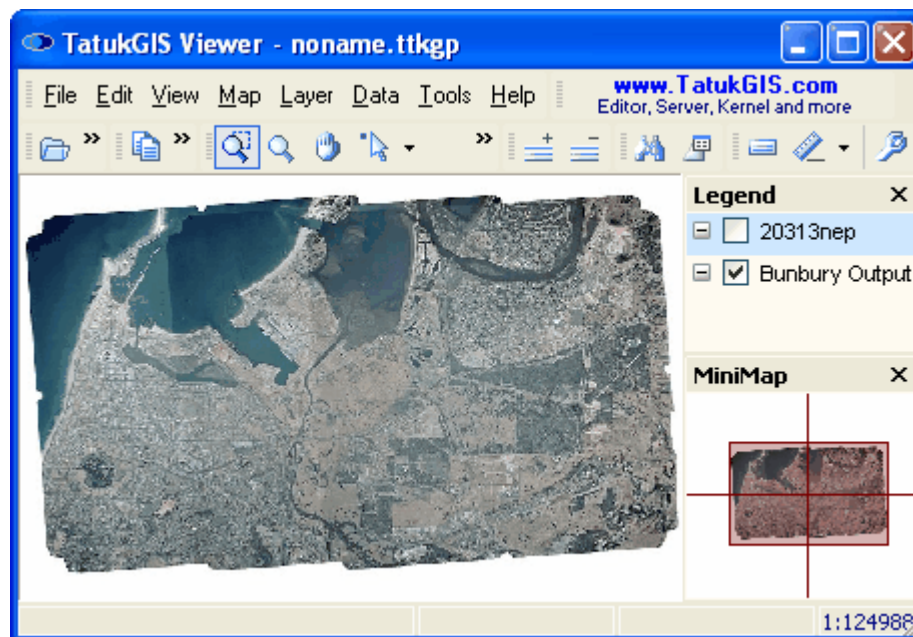 TatukGIS Viewer - noname.ttkgp
File Edit View Map Layer Data Tools Help
www.TatukGIS.com
Editor, Server, Kernel and more
Legend
20313nep
Bunbury Output
MiniMap
1:124988